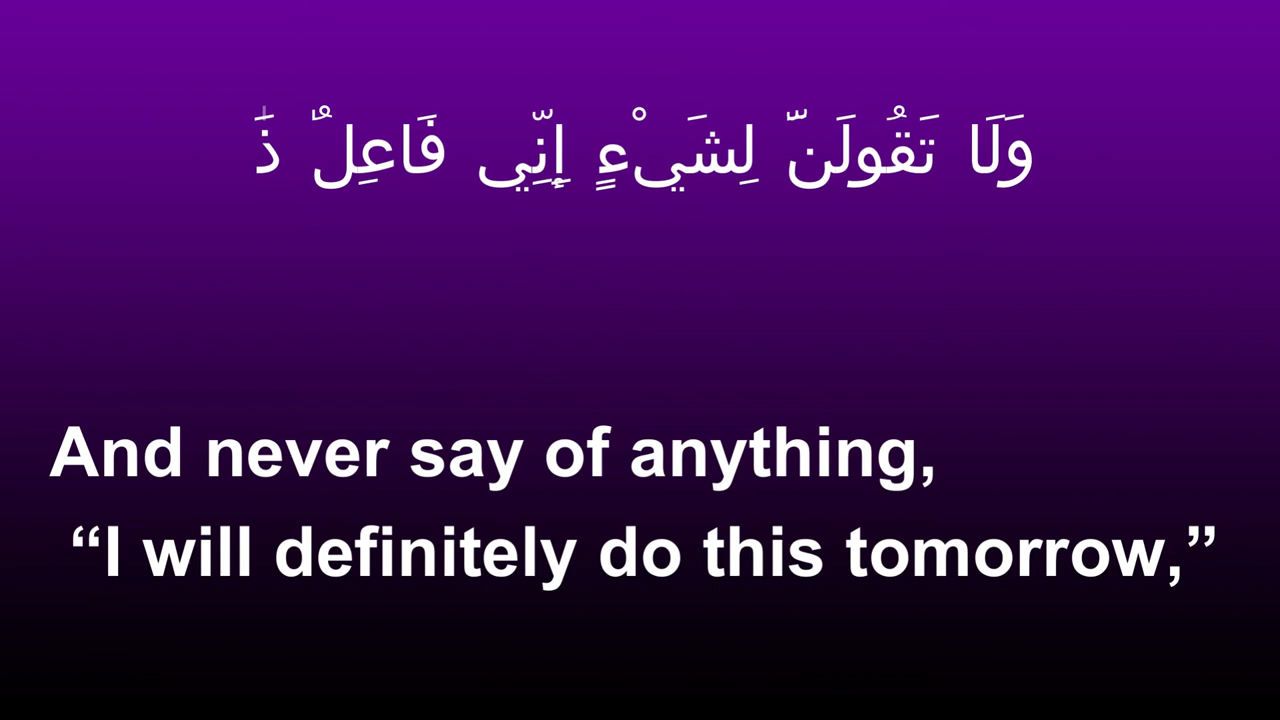 وَلَا تَقُولَنَّ لِشَيْءٍ إِنِّي فَاعِلٌ ذَٰ
And never say of anything,
“I will definitely do this tomorrow,”